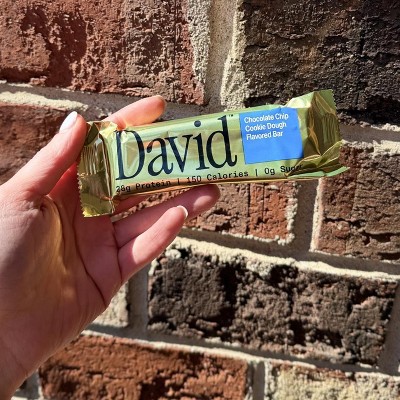 David
Chocolate Chip
Cookie Dough
Flavored Bar
28g Protein | 150 Calories | 0g Sugar